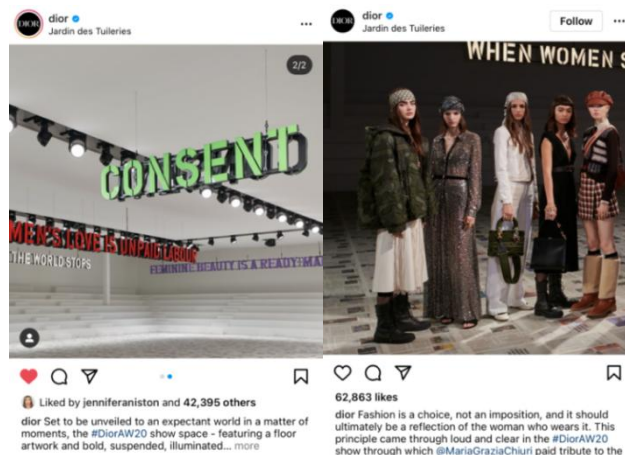 DIOR
dior
Jardin des Tuileries
2/2
CONSENT
MEN'S LOVE IS UNPAID LABOUR
THE WORLD STOPS
FEMININE BEAUTY IS A READY-MA
Liked by jenniferaniston and 42,395 others
dior Set to be unveiled to an expectant world in a matter of
moments, the #DiorAW20 show space - featuring a floor
artwork and bold, suspended, illuminated... more
DIOR
dior
Jardin des Tuileries
Follow
WHEN WOMEN S
62,863 likes
dior Fashion is a choice, not an imposition, and it should
ultimately be a reflection of the woman who wears it. This
principle came through loud and clear in the #DiorAW20
show through which @MariaGraziaChiuri paid tribute to the